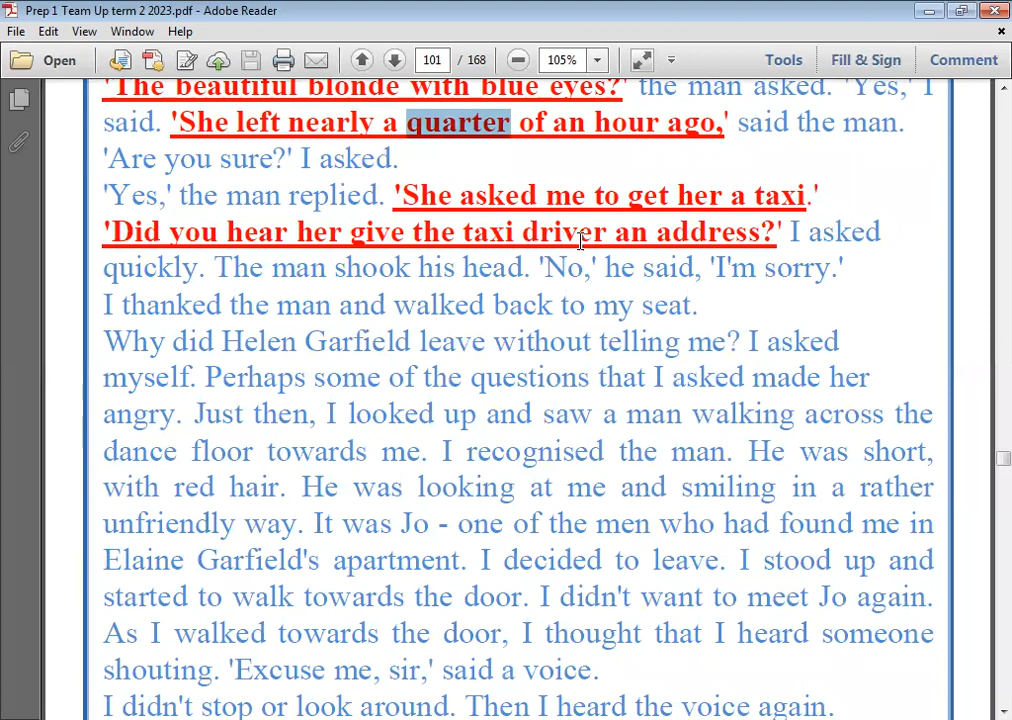 Prep 1 Team Up term 2 2023.pdf - Adobe Reader
File Edit View Window Help
Open 101 / 168 105% Tools Fill & Sign Comment
'The beautiful blonde with blue eyes?' the man asked. 'Yes,' I
said. 'She left nearly a quarter of an hour ago,' said the man.
'Are you sure?' I asked.
'Yes,' the man replied. 'She asked me to get her a taxi.'
'Did you hear her give the taxi driver an address?' I asked
quickly. The man shook his head. 'No,' he said, 'I'm sorry.'
I thanked the man and walked back to my seat.
Why did Helen Garfield leave without telling me? I asked
myself. Perhaps some of the questions that I asked made her
angry. Just then, I looked up and saw a man walking across the
dance floor towards me. I recognised the man. He was short,
with red hair. He was looking at me and smiling in a rather
unfriendly way. It was Jo - one of the men who had found me in
Elaine Garfield's apartment. I decided to leave. I stood up and
started to walk towards the door. I didn't want to meet Jo again.
As I walked towards the door, I thought that I heard someone
shouting. 'Excuse me, sir,' said a voice.
I didn't stop or look around. Then I heard the voice again.